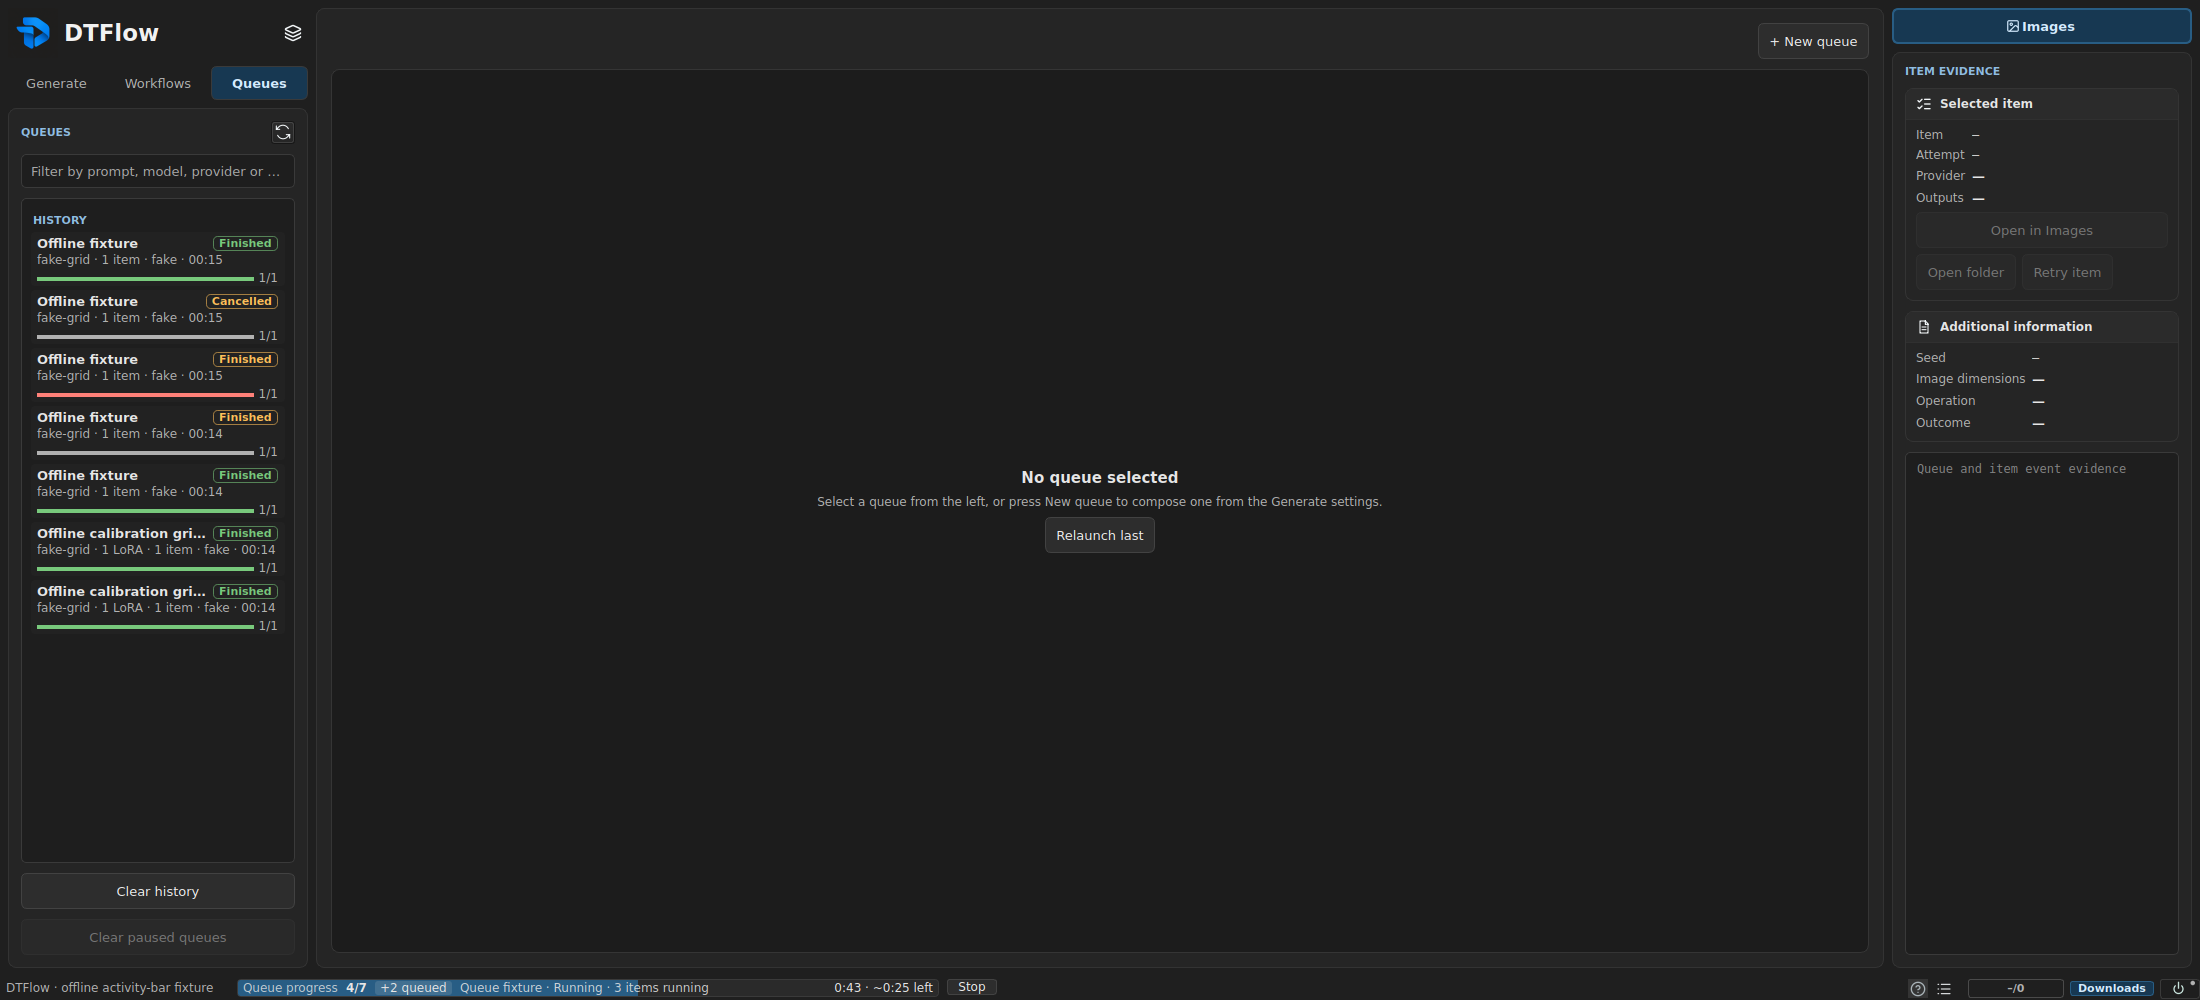 DTFlow
Generate Workflows Queues
QUEUES
Filter by prompt, model, provider or ...
HISTORY
Offline fixture Finished
fake-grid · 1 item · fake · 00:15
1/1
Offline fixture Cancelled
fake-grid · 1 item · fake · 00:15
1/1
Offline fixture Finished
fake-grid · 1 item · fake · 00:15
1/1
Offline fixture Finished
fake-grid · 1 item · fake · 00:14
1/1
Offline fixture Finished
fake-grid · 1 item · fake · 00:14
1/1
Offline calibration gri... Finished
fake-grid · 1 LoRA · 1 item · fake · 00:14
1/1
Offline calibration gri... Finished
fake-grid · 1 LoRA · 1 item · fake · 00:14
1/1
Clear history
Clear paused queues
+ New queue
No queue selected
Select a queue from the left, or press New queue to compose one from the Generate settings.
Relaunch last
Images
ITEM EVIDENCE
Selected item
Item –
Attempt –
Provider —
Outputs —
Open in Images
Open folder Retry item
Additional information
Seed –
Image dimensions —
Operation —
Outcome —
Queue and item event evidence
DTFlow · offline activity-bar fixture Queue progress 4/7 +2 queued Queue fixture · Running · 3 items running 0:43 · ~0:25 left Stop –/0 Downloads